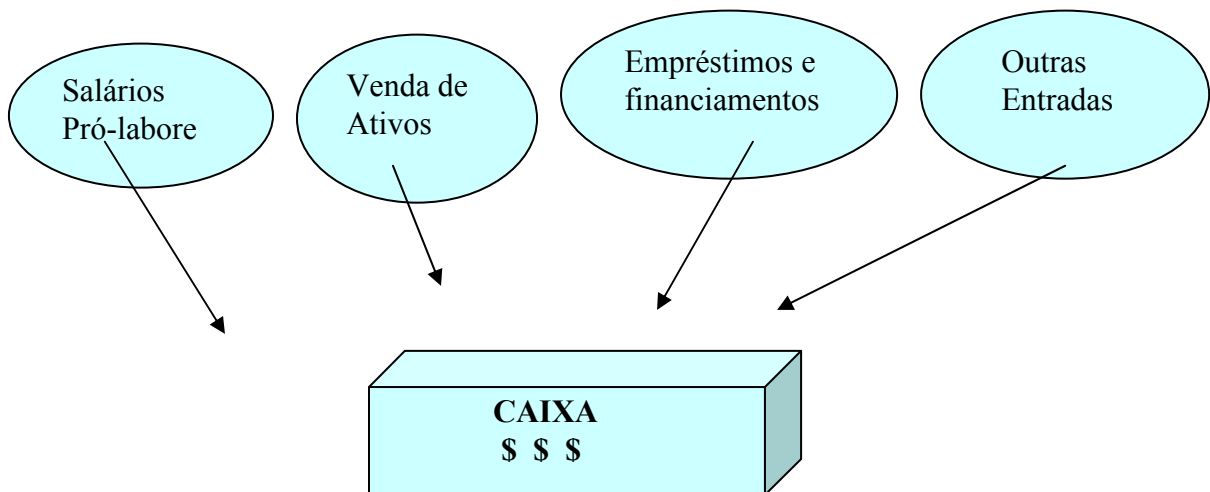 Salários
Pró-labore
Venda de
Ativos
Empréstimos e
financiamentos
Outras
Entradas
CAIXA
$ $ $